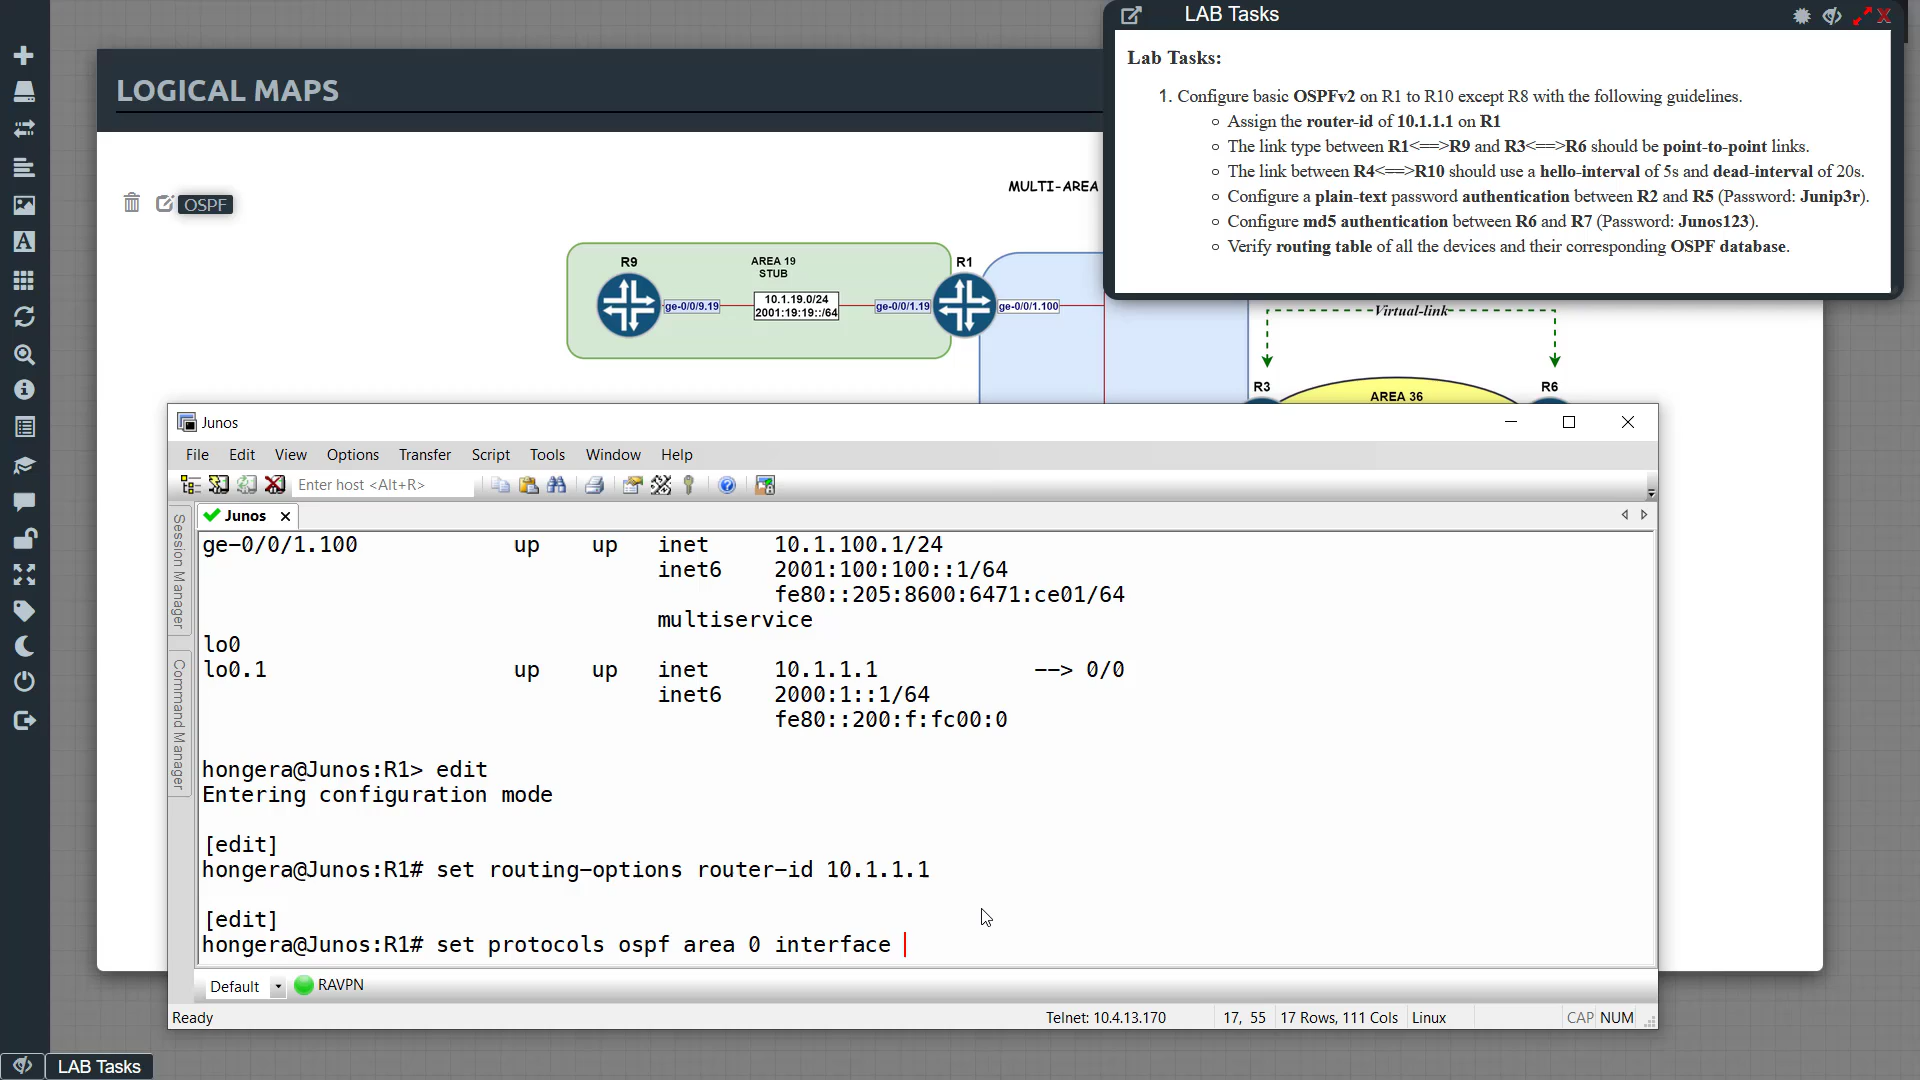 LAB Tasks
Lab Tasks:
1. Configure basic OSPFv2 on R1 to R10 except R8 with the following guidelines.
Assign the router-id of 10.1.1.1 on R1
The link type between R1<==>R9 and R3<==>R6 should be point-to-point links.
The link between R4<==>R10 should use a hello-interval of 5s and dead-interval of 20s.
Configure a plain-text password authentication between R2 and R5 (Password: Junip3r).
Configure md5 authentication between R6 and R7 (Password: Junos123).
Verify routing table of all the devices and their corresponding OSPF database.
LOGICAL MAPS
OSPF
MULTI-AREA
R9
AREA 19
STUB
R1
ge-0/0/9.19
10.1.19.0/24
2001:19:19::/64
ge-0/0/1.19
ge-0/0/1.100
Virtual-link
R3
AREA 36
R6
Junos
File Edit View Options Transfer Script Tools Window Help
Enter host <Alt+R>
Junos
Session Manager
Command Manager
ge-0/0/1.100 up up inet 10.1.100.1/24
inet6 2001:100:100::1/64
fe80::205:8600:6471:ce01/64
multiservice
lo0
lo0.1 up up inet 10.1.1.1 --> 0/0
inet6 2000:1::1/64
fe80::200:f:fc00:0
hongera@Junos:R1> edit
Entering configuration mode
[edit]
hongera@Junos:R1# set routing-options router-id 10.1.1.1
[edit]
hongera@Junos:R1# set protocols ospf area 0 interface
Default RAVPN
Ready Telnet: 10.4.13.170 17, 55 17 Rows, 111 Cols Linux CAP NUM
LAB Tasks